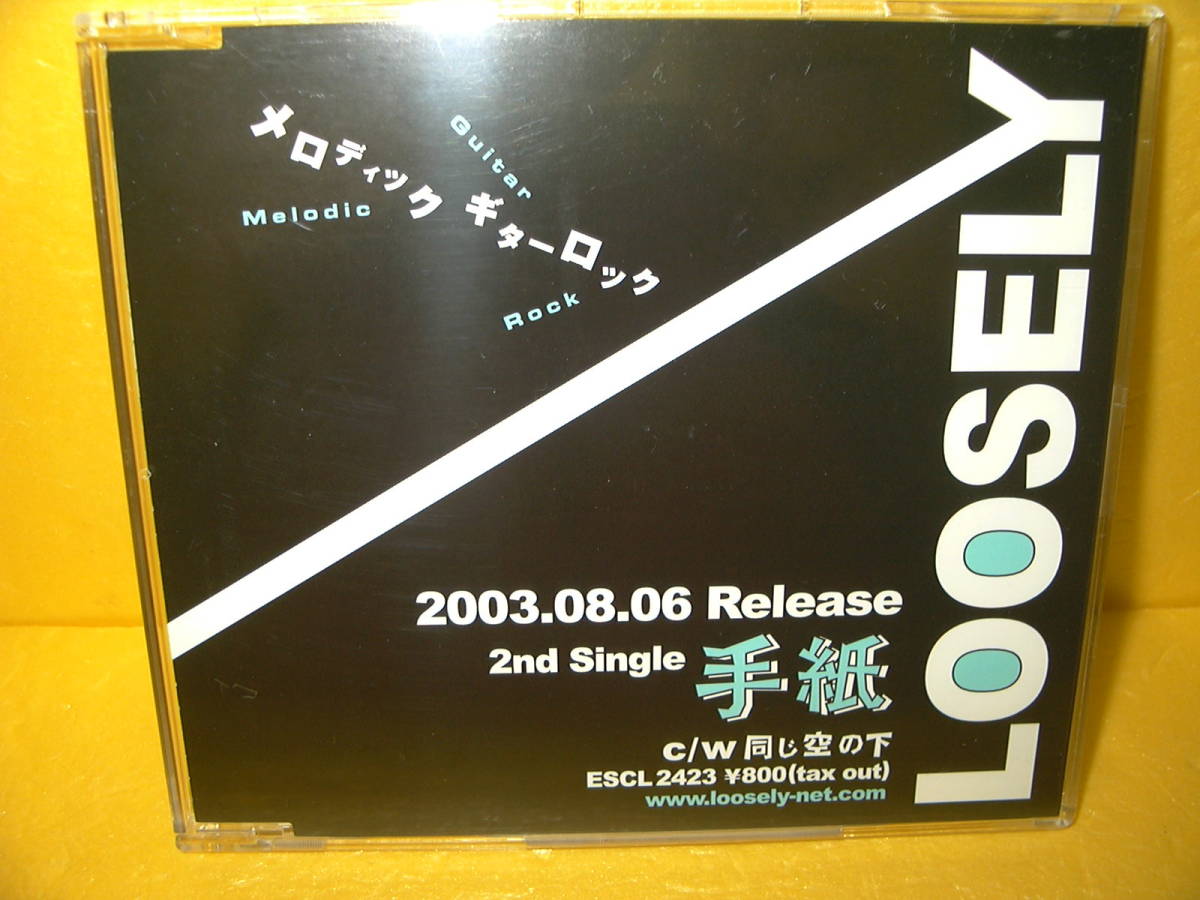 メロディック ギターロック
Guitar
Melodic
Rock
LOOSELY
2003.08.06 Release
2nd Single 手紙
c/w 同じ空の下
ESCL 2423 ¥800(tax out)
www.loosely-net.com